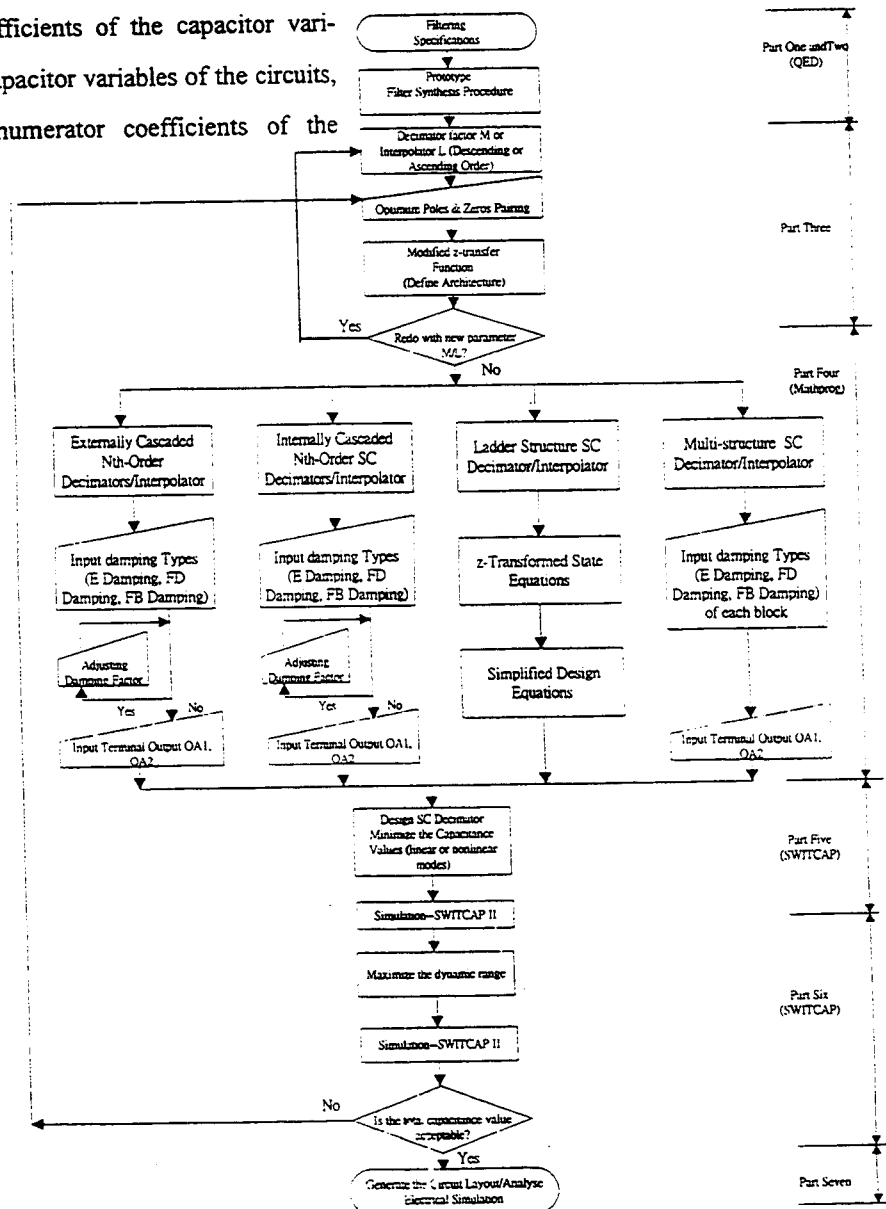 fficients of the capacitor vari-
apacitor variables of the circuits,
numerator coefficients of the
Filtering
Specifications
Part One andTwo
(QED)
Prototype
Filter Synthesis Procedure
Decimator factor M or
Interpolator L (Descending or
Ascending Order)
Optimum Poles & Zeros Pairing
Part Three
Modified z-transfer
Function
(Define Architecture)
Yes
Redo with new parameter
M/L?
No
Part Four
(Mathprog)
Externally Cascaded
Nth-Order
Decimators/Interpolator
Internally Cascaded
Nth-Order SC
Decimators/Interpolator
Ladder Structure SC
Decimator/Interpolator
Multi-structure SC
Decimator/Interpolator
Input damping Types
(E Damping, FD
Damping, FB Damping)
Input damping Types
(E Damping, FD
Damping, FB Damping)
z-Transformed State
Equations
Input damping Types
(E Damping, FD
Damping, FB Damping)
of each block
Adjusting
Damping Factor
Yes
No
Adjusting
Damping Factor
Yes
No
Simplified Design
Equations
Input Terminal Output OA1,
OA2
Input Terminal Output OA1,
OA2
Input Terminal Output OA1,
OA2
Design SC Decimator
Minimize the Capacitance
Values (linear or nonlinear
modes)
Part Five
(SWITCAP)
Simulation--SWITCAP II
Maximize the dynamic range
Part Six
(SWITCAP)
Simulation--SWITCAP II
No
Is the total capacitance value
acceptable?
Yes
Generate the Circuit Layout/Analyse
Electrical Simulation
Part Seven